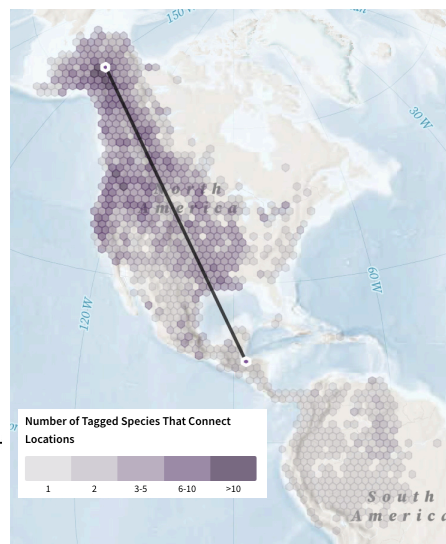 150 W
30 W
North
America
60 W
120 W
Number of Tagged Species That Connect
Locations
1 2 3-5 6-10 >10
South
America